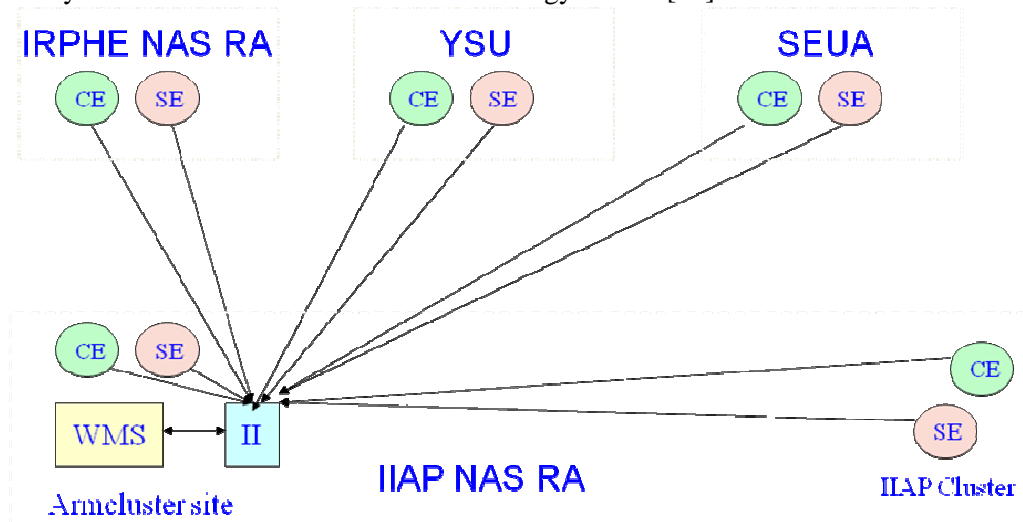 IRPHE NAS RA
YSU
SEUA
CE SE
CE SE
CE SE
CE SE
CE
SE
WMS II
IIAP NAS RA
IIAP Cluster
Armcluster site